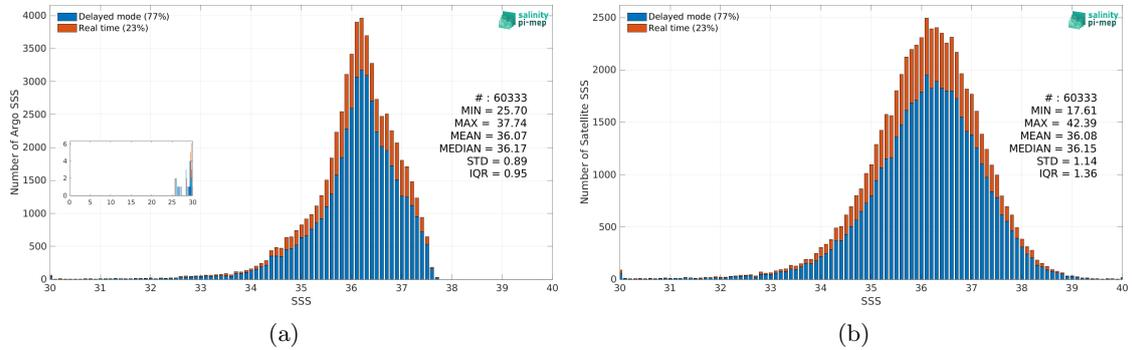 Delayed mode (77%)
Real time (23%)
salinity
pi-mep
Number of Argo SSS
4000
3500
3000
2500
2000
1500
1000
500
0
# : 60333
MIN = 25.70
MAX = 37.74
MEAN = 36.07
MEDIAN = 36.17
STD = 0.89
IQR = 0.95
6
4
2
0
0 5 10 15 20 25 30
30 31 32 33 34 35 36 37 38 39 40
SSS
(a)
Delayed mode (77%)
Real time (23%)
salinity
pi-mep
Number of Satellite SSS
2500
2000
1500
1000
500
0
# : 60333
MIN = 17.61
MAX = 42.39
MEAN = 36.08
MEDIAN = 36.15
STD = 1.14
IQR = 1.36
30 31 32 33 34 35 36 37 38 39 40
SSS
(b)